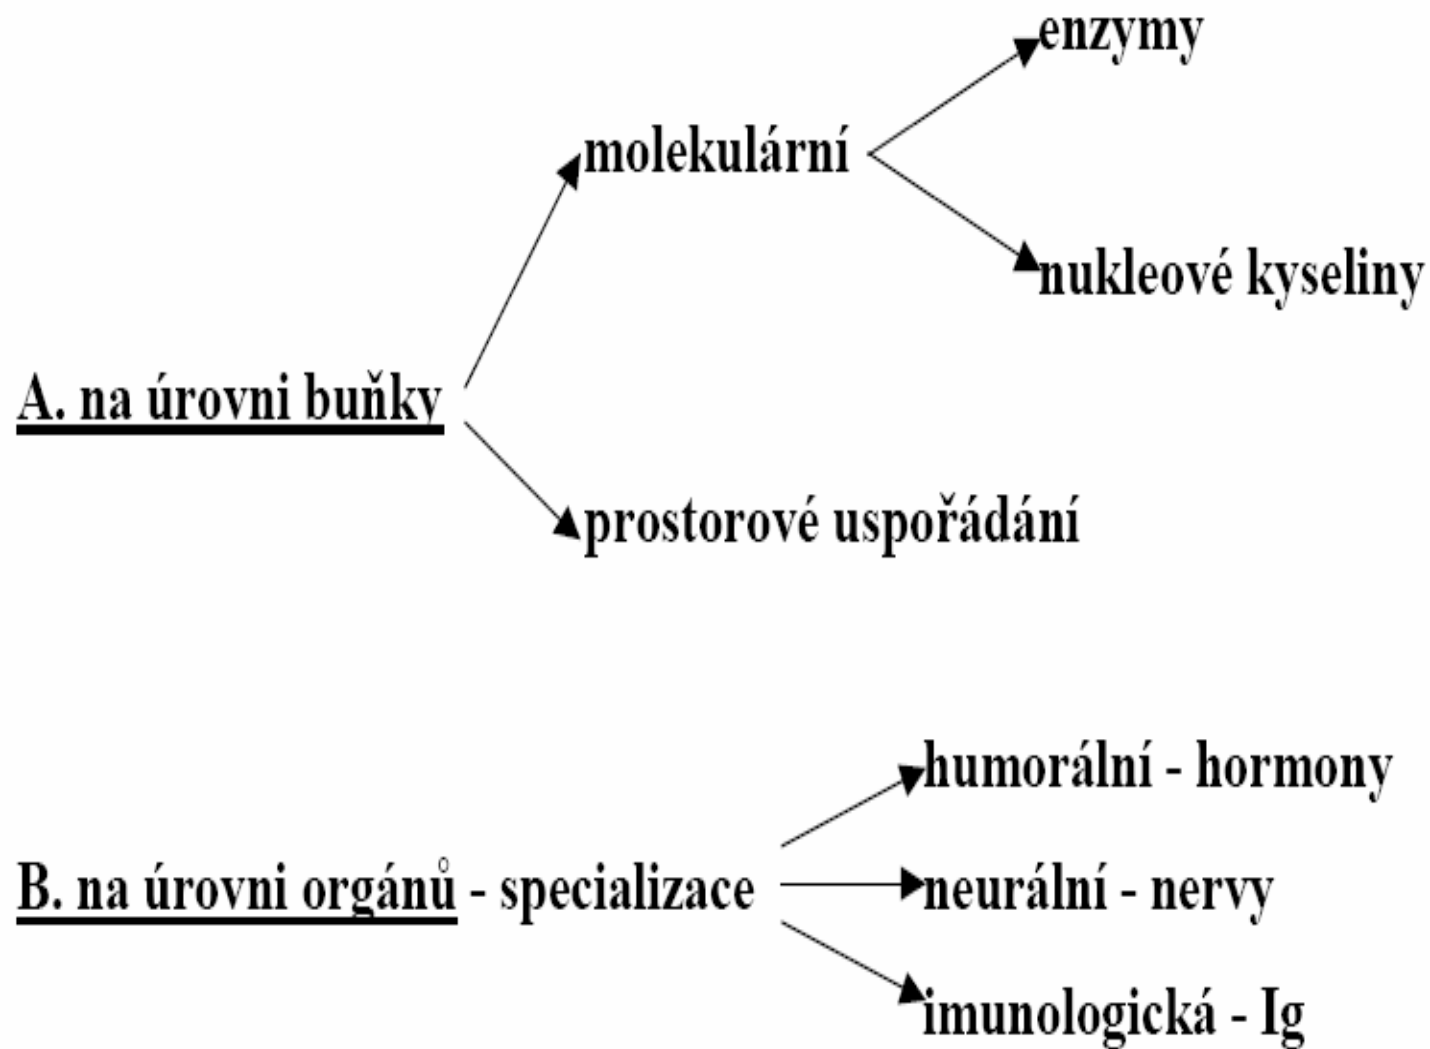 enzymy
molekulární
nukleové kyseliny
A. na úrovni buňky
prostorové uspořádání
humorální - hormony
B. na úrovni orgánů - specializace
neurální - nervy
imunologická - Ig